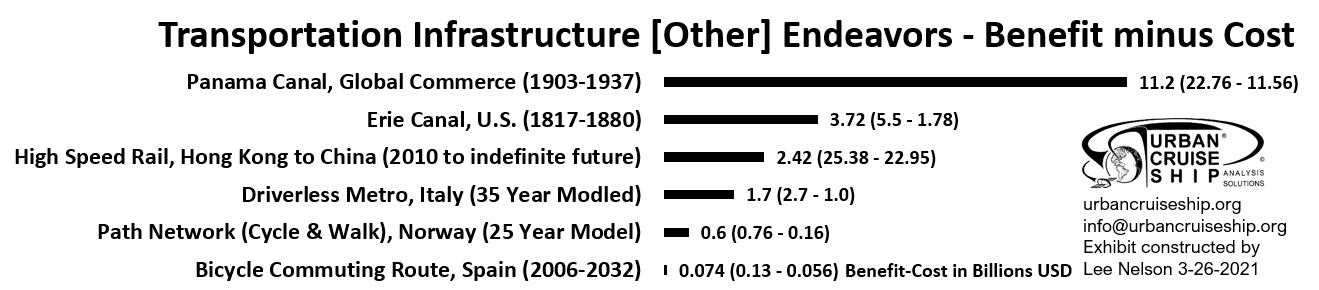 Transportation Infrastructure [Other] Endeavors - Benefit minus Cost
Panama Canal, Global Commerce (1903-1937) 11.2 (22.76 - 11.56)
Erie Canal, U.S. (1817-1880) 3.72 (5.5 - 1.78)
High Speed Rail, Hong Kong to China (2010 to indefinite future) 2.42 (25.38 - 22.95)
Driverless Metro, Italy (35 Year Modled) 1.7 (2.7 - 1.0)
Path Network (Cycle & Walk), Norway (25 Year Model) 0.6 (0.76 - 0.16)
Bicycle Commuting Route, Spain (2006-2032) 0.074 (0.13 - 0.056) Benefit-Cost in Billions USD
URBAN®
CRUISE ©
SHIP ANALYSIS
SOLUTIONS
urbancruiseship.org
info@urbancruiseship.org
Exhibit constructed by
Lee Nelson 3-26-2021